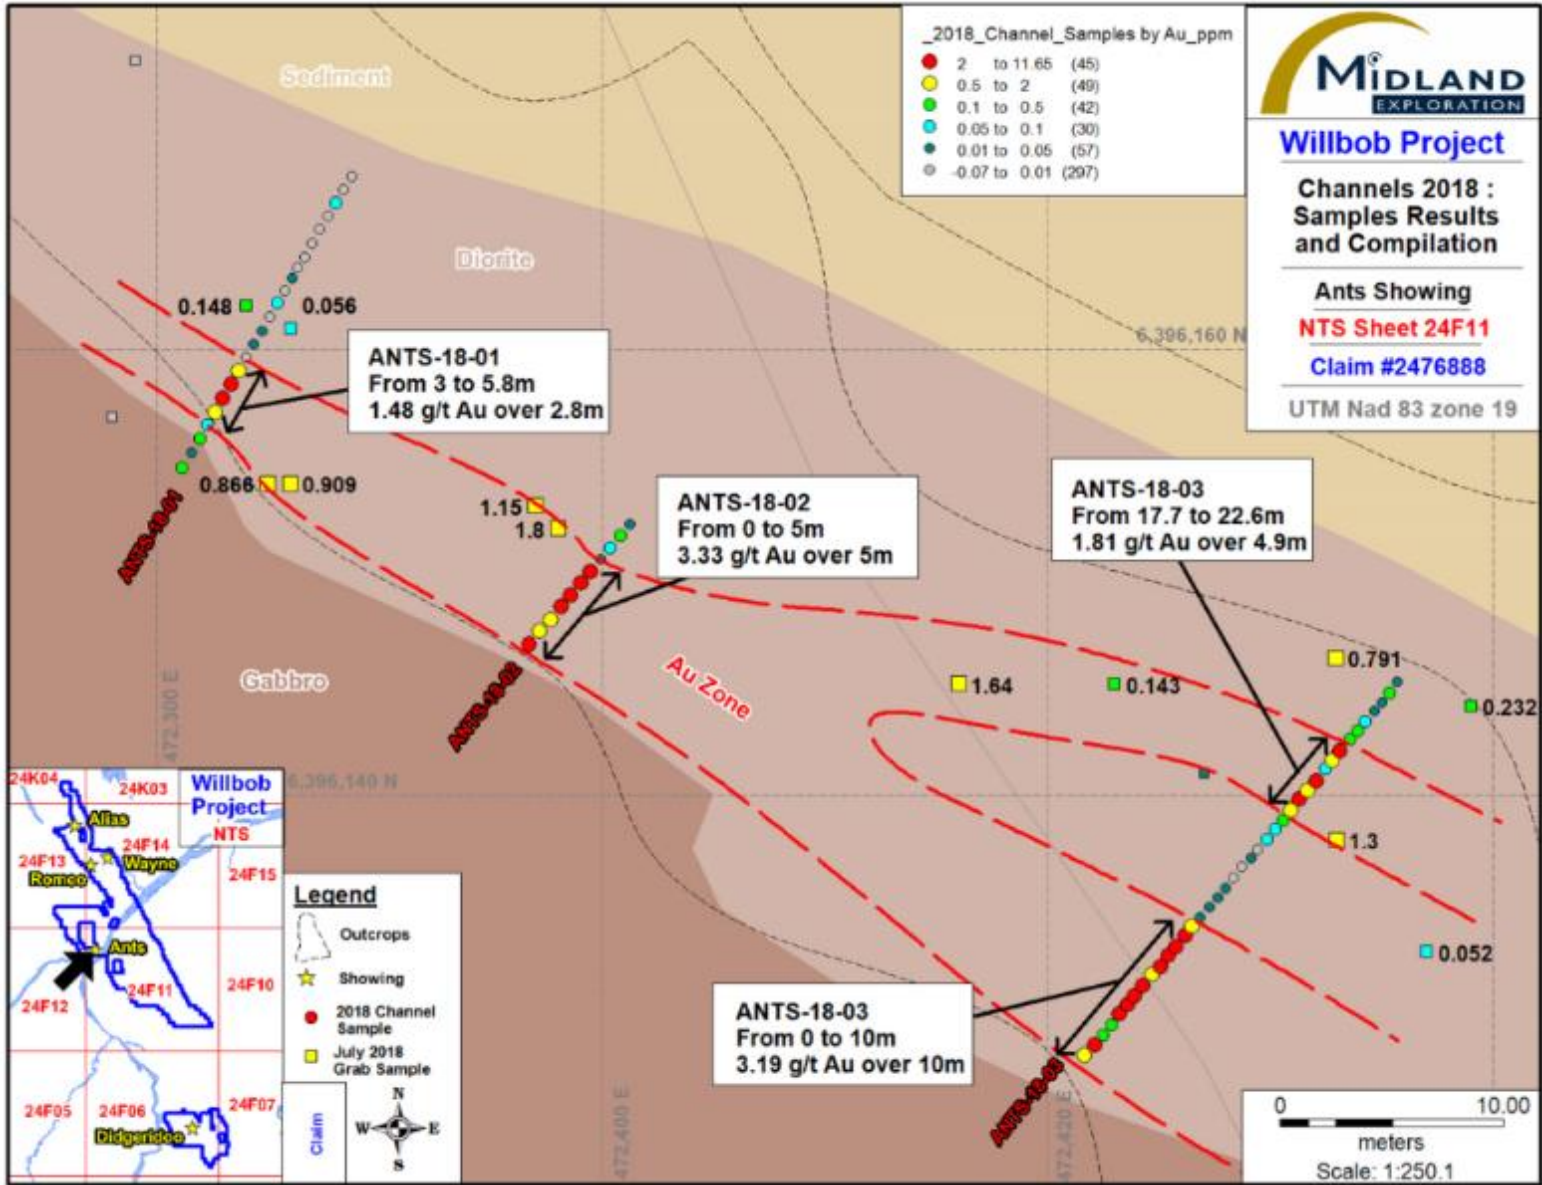 _2018_Channel_Samples by Au_ppm
2 to 11.65 (45)
0.5 to 2 (49)
0.1 to 0.5 (42)
0.05 to 0.1 (30)
0.01 to 0.05 (57)
-0.07 to 0.01 (297)
MIDLAND
EXPLORATION
Willbob Project
Channels 2018 :
Samples Results
and Compilation
Ants Showing
NTS Sheet 24F11
Claim #2476888
UTM Nad 83 zone 19
Sediment
Diorite
6,396,160 N
0.148
0.056
ANTS-18-01
From 3 to 5.8m
1.48 g/t Au over 2.8m
0.866
0.909
ANTS-18-01
1.15
1.8
ANTS-18-02
From 0 to 5m
3.33 g/t Au over 5m
ANTS-18-03
From 17.7 to 22.6m
1.81 g/t Au over 4.9m
Gabbro
472,300 E
ANTS-18-02
Au Zone
1.64
0.143
0.791
0.232
6,396,140 N
1.3
0.052
ANTS-18-03
From 0 to 10m
3.19 g/t Au over 10m
ANTS-18-03
472,400 E
472,420 E
Willbob
Project
NTS
24K04
24K03
Alias
24F14
24F13
Wayne
Romeo
24F15
Ants
24F12
24F11
24F10
24F05
24F06
24F07
Didgeridoo
Legend
Outcrops
Showing
2018 Channel
Sample
July 2018
Grab Sample
Claim
N
W E
S
0 10.00
meters
Scale: 1:250.1